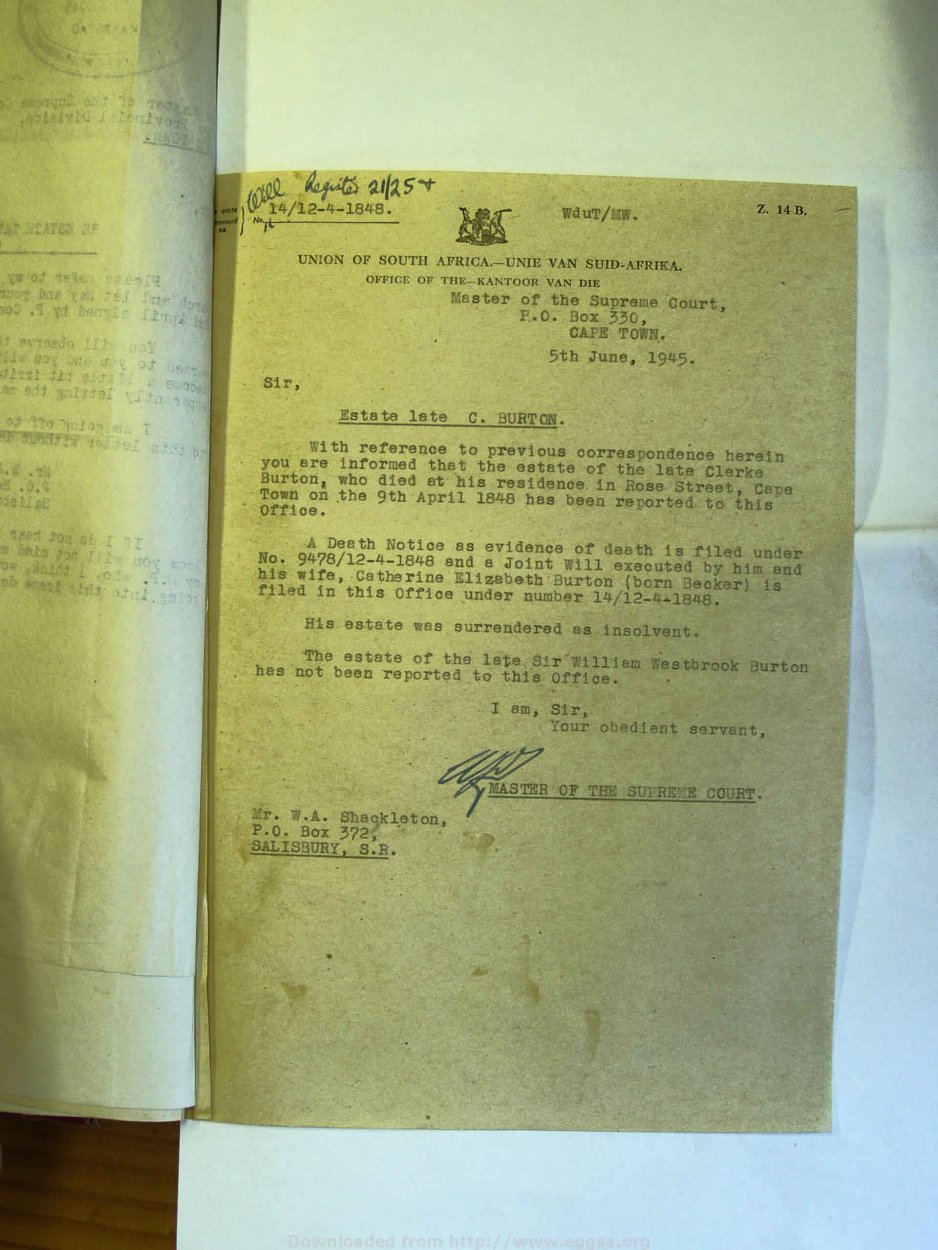 Will Register 21/25
14/12-4-1848.
No.
WduT/MW.
Z. 14 B.
UNION OF SOUTH AFRICA.—UNIE VAN SUID-AFRIKA.
OFFICE OF THE—KANTOOR VAN DIE
Master of the Supreme Court,
P.O. Box 330,
CAPE TOWN.
5th June, 1945.
Sir,
Estate late C. BURTON.
With reference to previous correspondence herein
you are informed that the estate of the late Clerke
Burton, who died at his residence in Rose Street, Cape
Town on the 9th April 1848 has been reported to this
Office.
A Death Notice as evidence of death is filed under
No. 9478/12-4-1848 and a Joint Will executed by him and
his wife, Catherine Elizabeth Burton (born Becker) is
filed in this Office under number 14/12-4-1848.
His estate was surrendered as insolvent.
The estate of the late Sir William Westbrook Burton
has not been reported to this Office.
I am, Sir,
Your obedient servant,
MASTER OF THE SUPREME COURT.
Mr. W.A. Shackleton,
P.O. Box 372,
SALISBURY, S.R.
Downloaded from http://www.eggsa.org